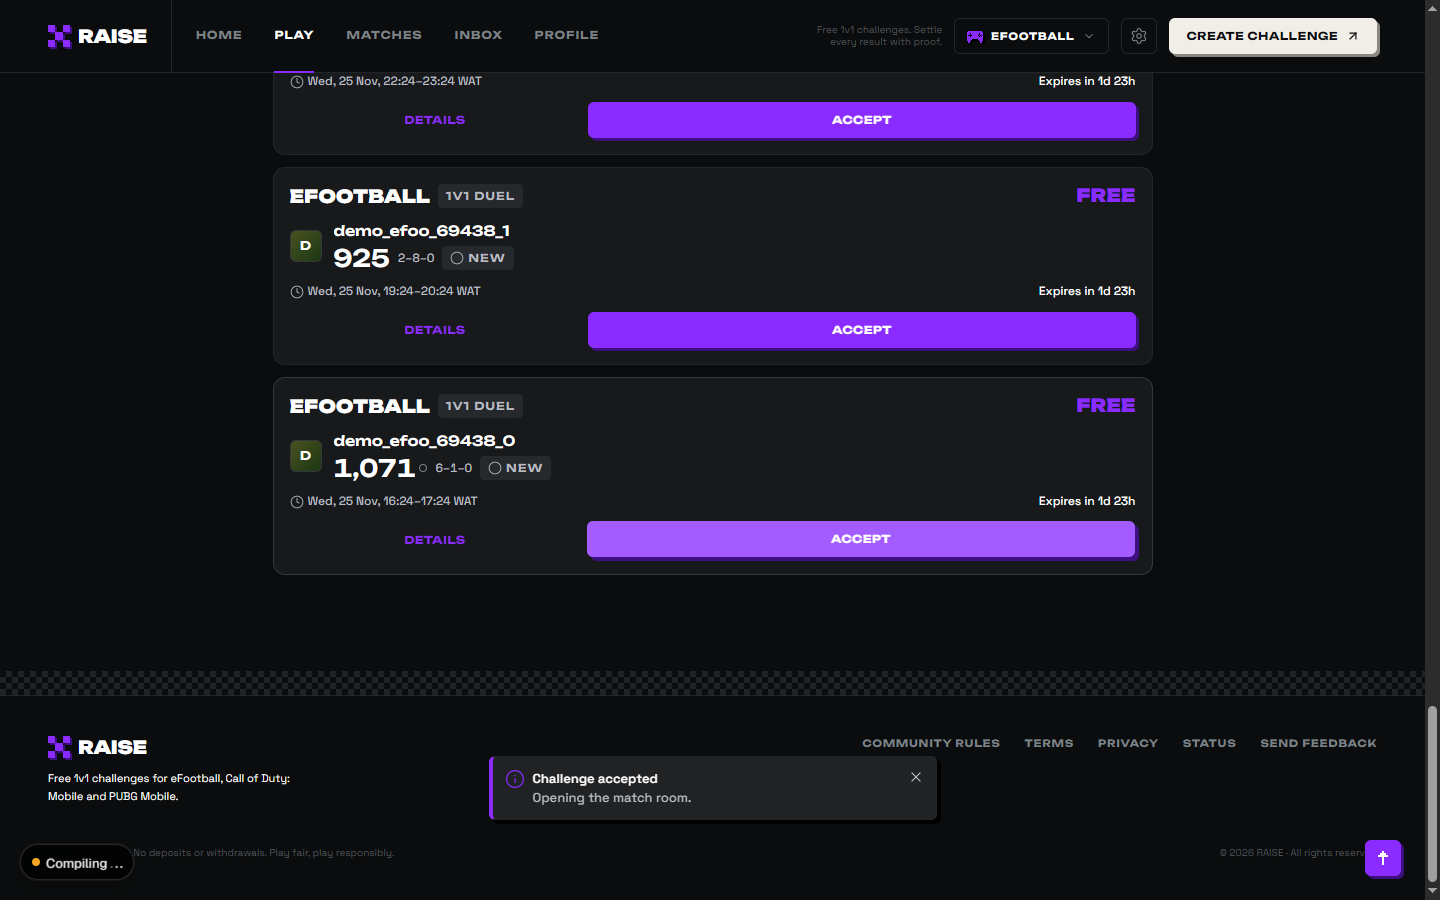 RAISE
HOME
PLAY
MATCHES
INBOX
PROFILE
Free 1v1 challenges. Settle
every result with proof.
EFOOTBALL
CREATE CHALLENGE
Wed, 25 Nov, 22:24–23:24 WAT
Expires in 1d 23h
DETAILS
ACCEPT
EFOOTBALL
1V1 DUEL
FREE
D
demo_efoo_69438_1
925
2–8–0
NEW
Wed, 25 Nov, 19:24–20:24 WAT
Expires in 1d 23h
DETAILS
ACCEPT
EFOOTBALL
1V1 DUEL
FREE
D
demo_efoo_69438_0
1,071
6–1–0
NEW
Wed, 25 Nov, 16:24–17:24 WAT
Expires in 1d 23h
DETAILS
ACCEPT
RAISE
COMMUNITY RULES
TERMS
PRIVACY
STATUS
SEND FEEDBACK
Free 1v1 challenges for eFootball, Call of Duty:
Mobile and PUBG Mobile.
Challenge accepted
Opening the match room.
Compiling ...
No deposits or withdrawals. Play fair, play responsibly.
© 2026 RAISE · All rights reserv